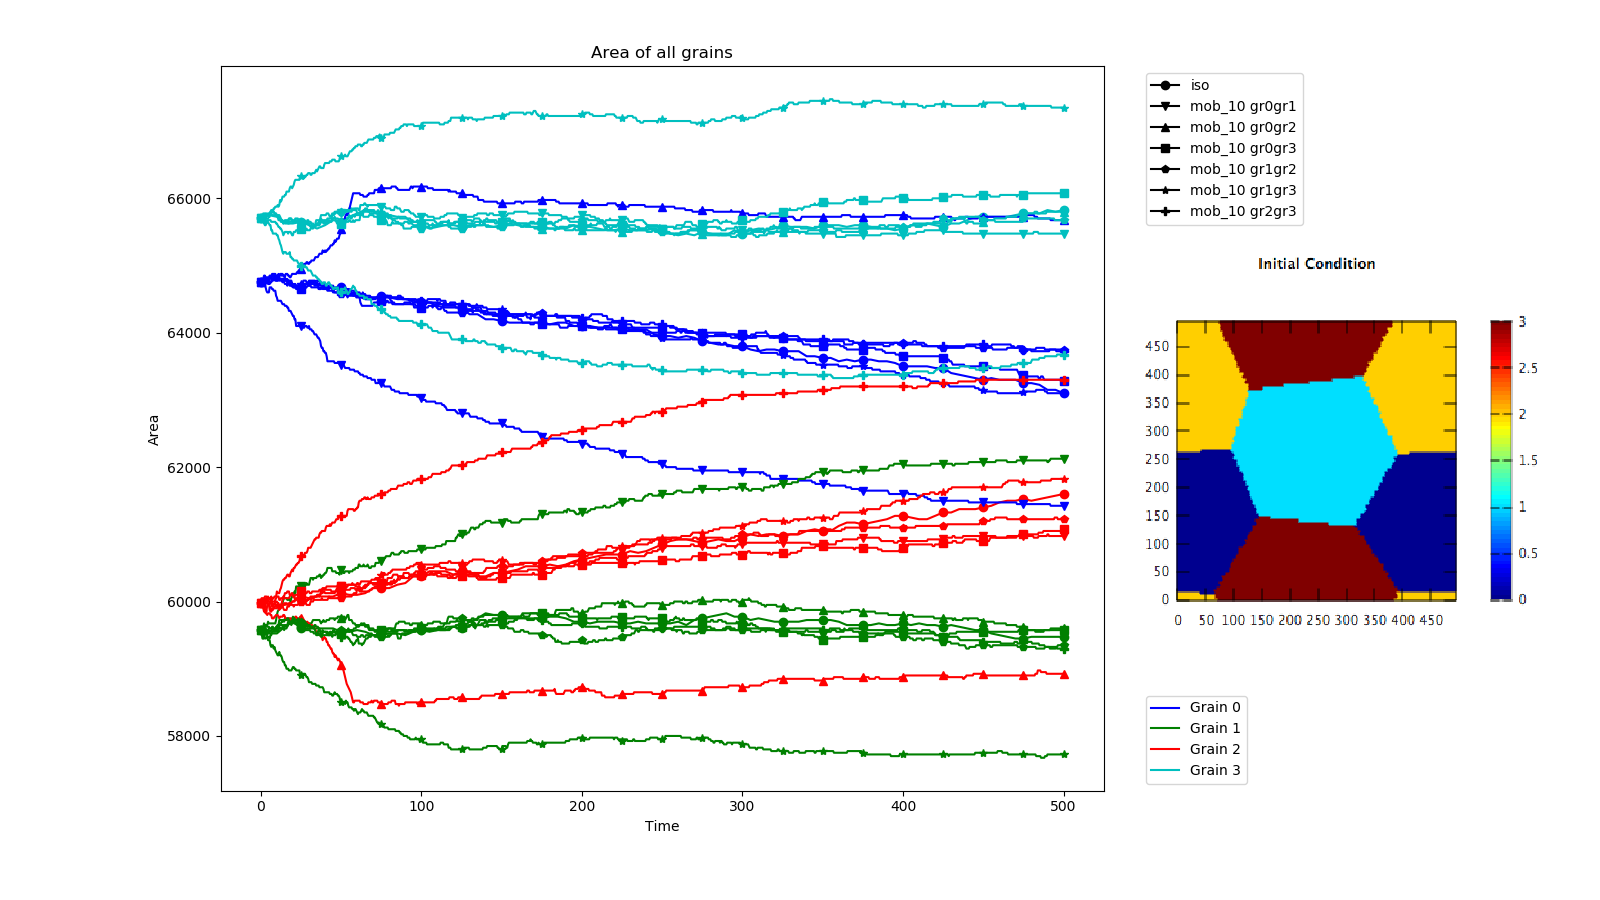 Area of all grains
66000
64000
62000
60000
58000
Area
0 100 200 300 400 500
Time
iso
mob_10 gr0gr1
mob_10 gr0gr2
mob_10 gr0gr3
mob_10 gr1gr2
mob_10 gr1gr3
mob_10 gr2gr3
Initial Condition
450
400
350
300
250
200
150
100
50
0
0 50 100 150 200 250 300 350 400 450
3
2.5
2
1.5
1
0.5
0
Grain 0
Grain 1
Grain 2
Grain 3